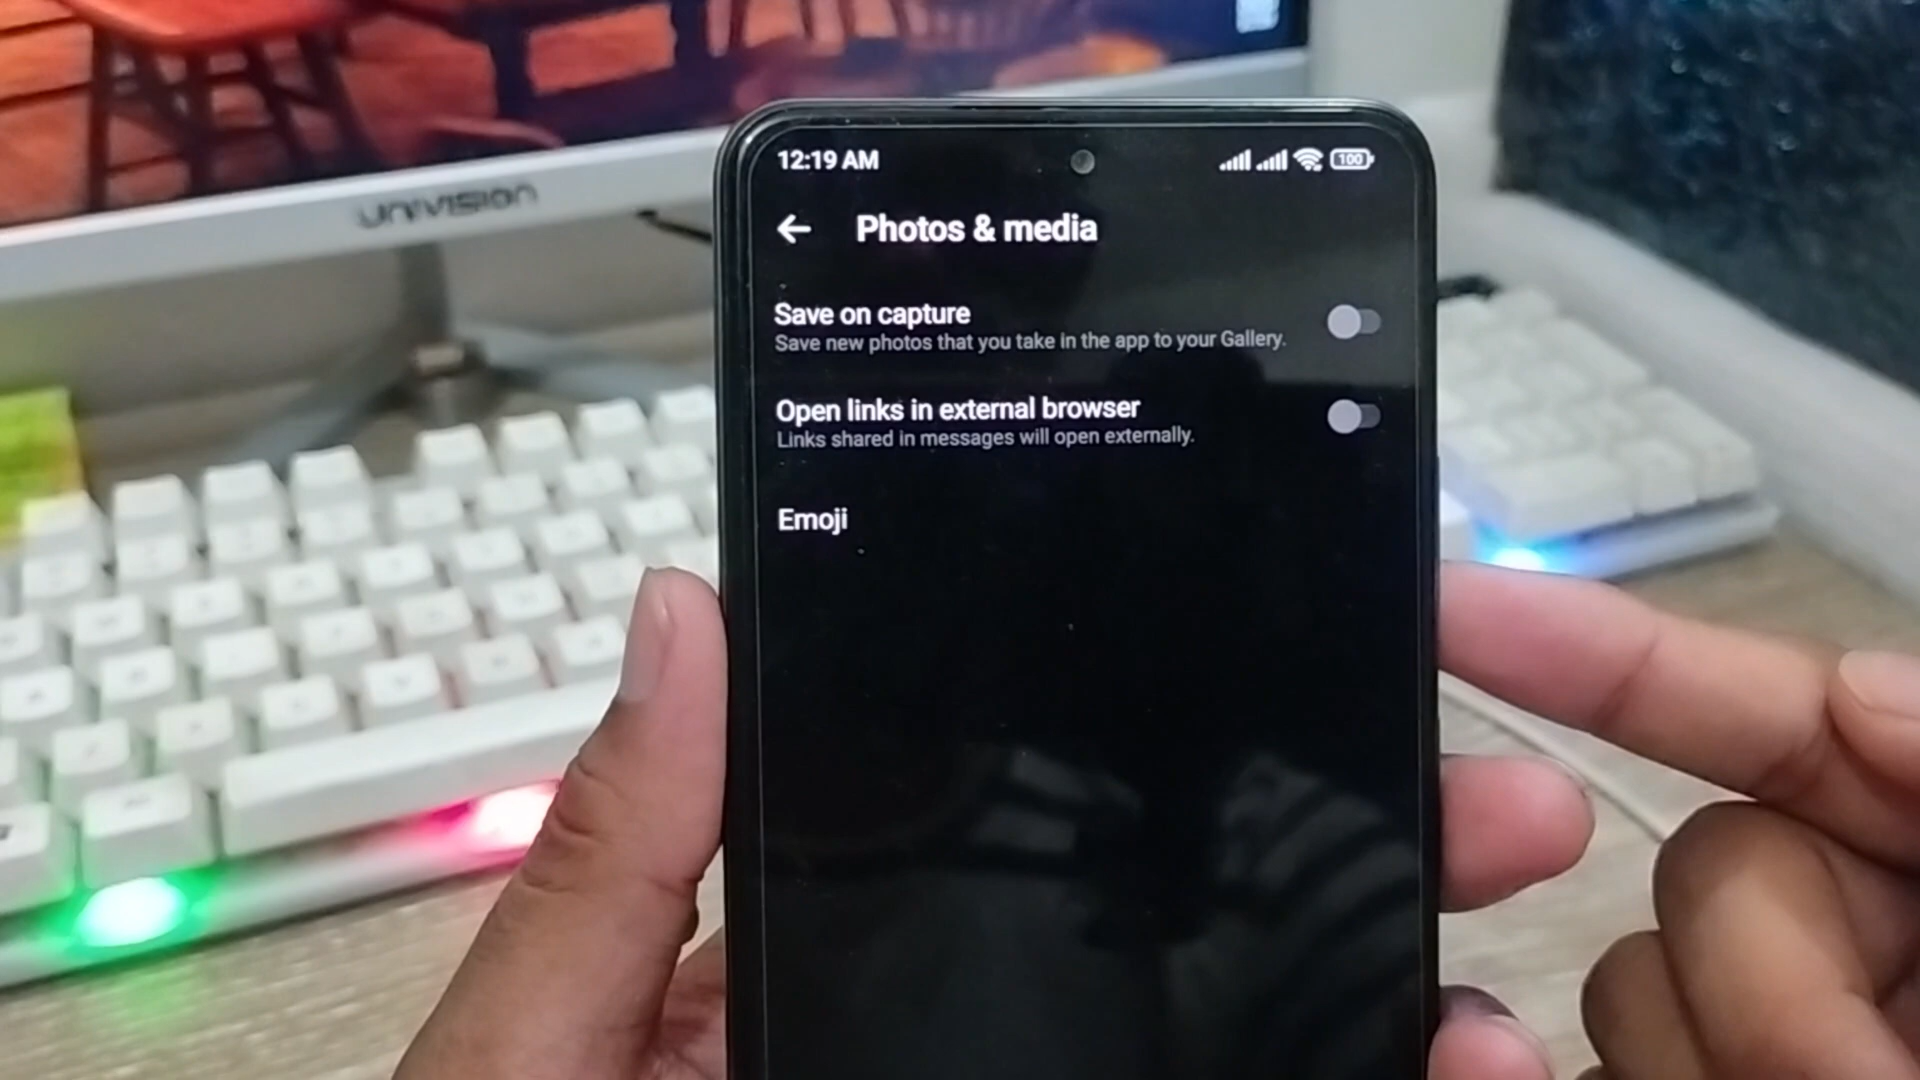 UNIVISION
12:19 AM
100
Photos & media
Save on capture
Save new photos that you take in the app to your Gallery.
Open links in external browser
Links shared in messages will open externally.
Emoji